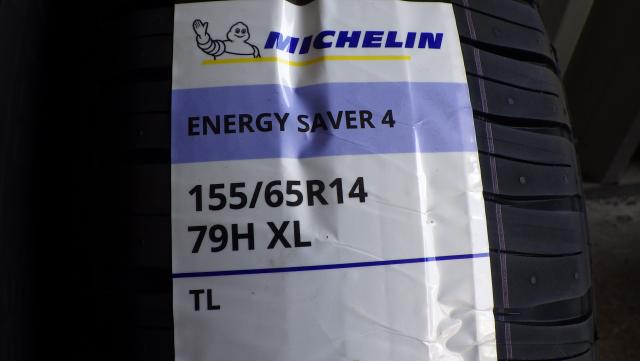 MICHELIN
ENERGY SAVER 4
155/65R14
79H XL
TL